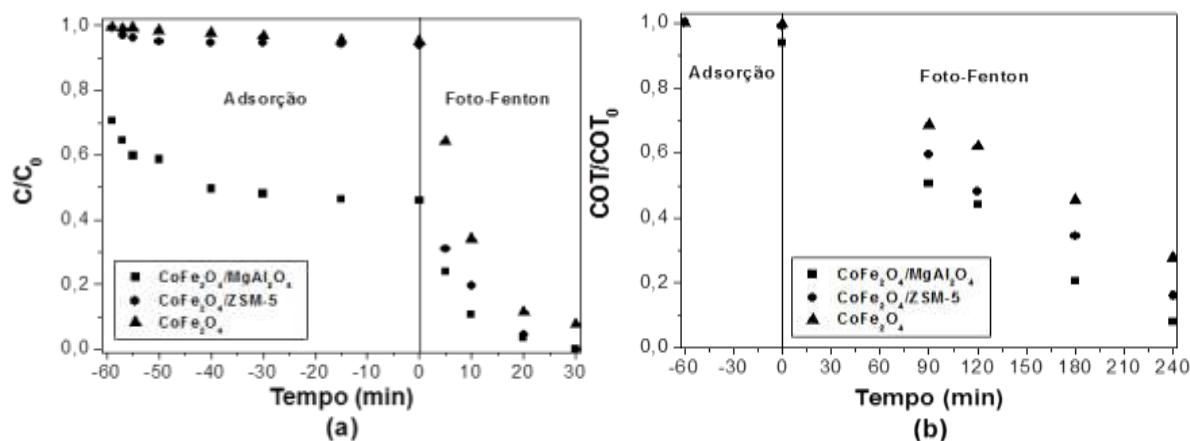 1,0
0,8
0,6
0,4
0,2
0,0
C/C₀
Adsorção
Foto-Fenton
CoFe₂O₄/MgAl₂O₄
CoFe₂O₄/ZSM-5
CoFe₂O₄
-60 -50 -40 -30 -20 -10 0 10 20 30
Tempo (min)
(a)
1,0
0,8
0,6
0,4
0,2
0,0
COT/COT₀
Adsorção
Foto-Fenton
CoFe₂O₄/MgAl₂O₄
CoFe₂O₄/ZSM-5
CoFe₂O₄
-60 -30 0 30 60 90 120 150 180 210 240
Tempo (min)
(b)